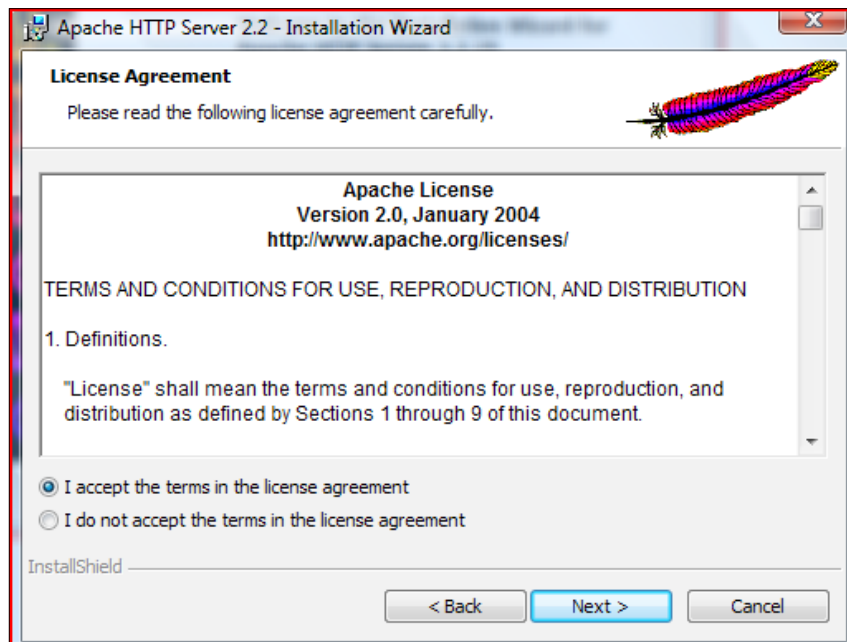 Apache HTTP Server 2.2 - Installation Wizard
License Agreement
Please read the following license agreement carefully.
Apache License
Version 2.0, January 2004
http://www.apache.org/licenses/
TERMS AND CONDITIONS FOR USE, REPRODUCTION, AND DISTRIBUTION
1. Definitions.
"License" shall mean the terms and conditions for use, reproduction, and
distribution as defined by Sections 1 through 9 of this document.
I accept the terms in the license agreement
I do not accept the terms in the license agreement
InstallShield
< Back
Next >
Cancel